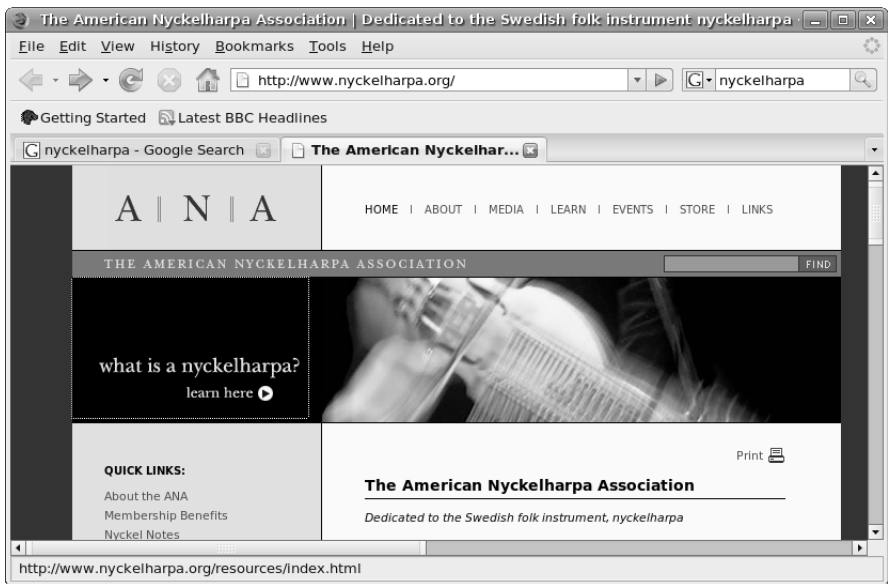 The American Nyckelharpa Association | Dedicated to the Swedish folk instrument nyckelharpa -
File Edit View History Bookmarks Tools Help
http://www.nyckelharpa.org/ G nyckelharpa
Getting Started Latest BBC Headlines
G nyckelharpa - Google Search The American Nyckelhar...
A | N | A
HOME | ABOUT | MEDIA | LEARN | EVENTS | STORE | LINKS
THE AMERICAN NYCKELHARPA ASSOCIATION FIND
what is a nyckelharpa?
learn here
Print
QUICK LINKS:
The American Nyckelharpa Association
About the ANA
Membership Benefits
Dedicated to the Swedish folk instrument, nyckelharpa
Nyckel Notes
http://www.nyckelharpa.org/resources/index.html